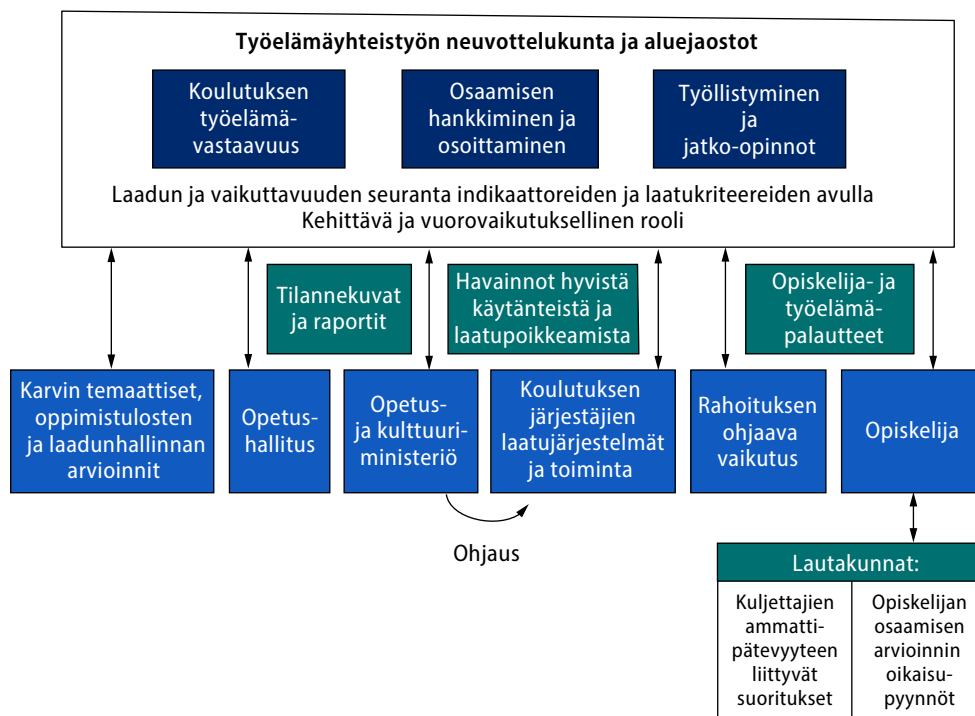 Työelämäyhteistyön neuvottelukunta ja aluejaostot
Koulutuksen
työelämä-
vastaavuus
Osaamisen
hankkiminen ja
osoittaminen
Työllistyminen
ja
jatko-opinnot
Laadun ja vaikuttavuuden seuranta indikaattoreiden ja laatukriteereiden avulla
Kehittävä ja vuorovaikutuksellinen rooli
Tilannekuvat
ja raportit
Havainnot hyvistä
käytänteistä ja
laatupoikkeamista
Opiskelija- ja
työelämä-
palautteet
Karvin temaattiset,
oppimistulosten
ja laadunhallinnan
arvioinnit
Opetus-
hallitus
Opetus-
ja kulttuuri-
ministeriö
Koulutuksen
järjestäjien
laatujärjestelmät
ja toiminta
Rahoituksen
ohjaava
vaikutus
Opiskelija
Ohjaus
Lautakunnat:
Kuljettajien
ammatti-
pätevyyteen
liittyvät
suoritukset
Opiskelijan
osaamisen
arvioinnin
oikaisu-
pyynnöt